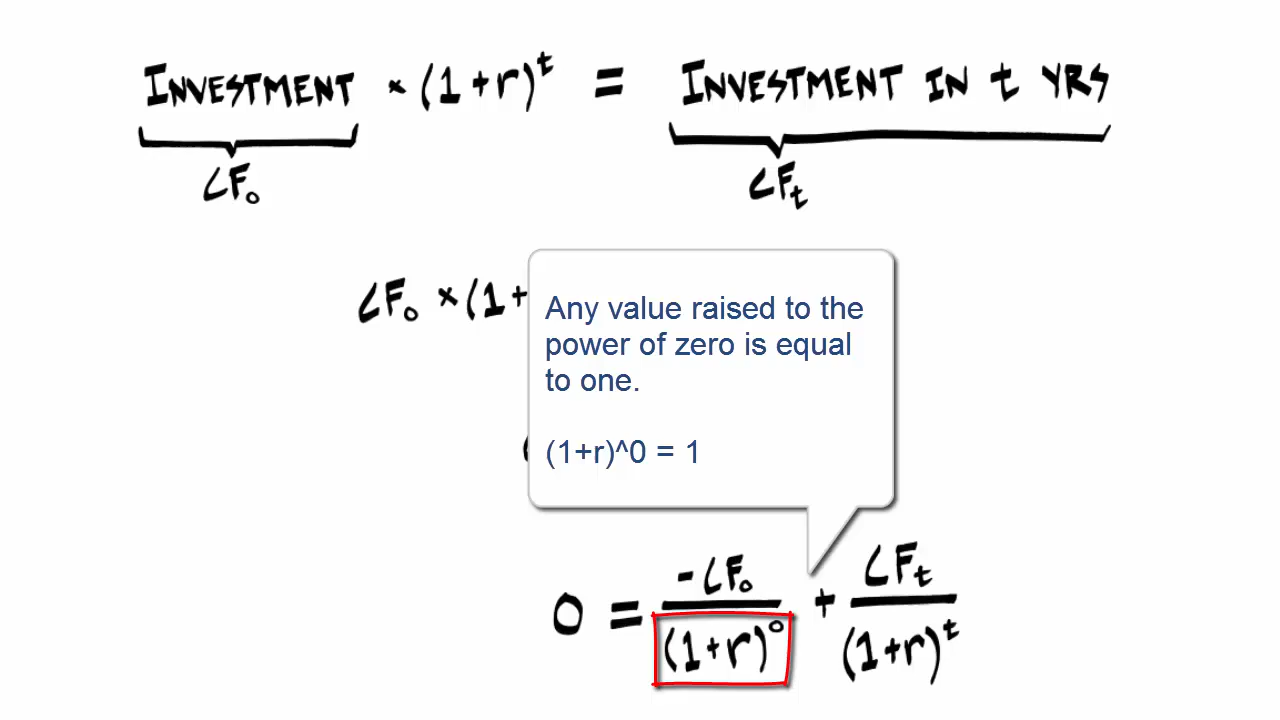 INVESTMENT × (1+r)^t = INVESTMENT IN t YRS
CF₀ CFₜ
CF₀ × (1+
Any value raised to the
power of zero is equal
to one.
(1+r)^0 = 1
0 = -CF₀/(1+r)⁰ + CFₜ/(1+r)^t